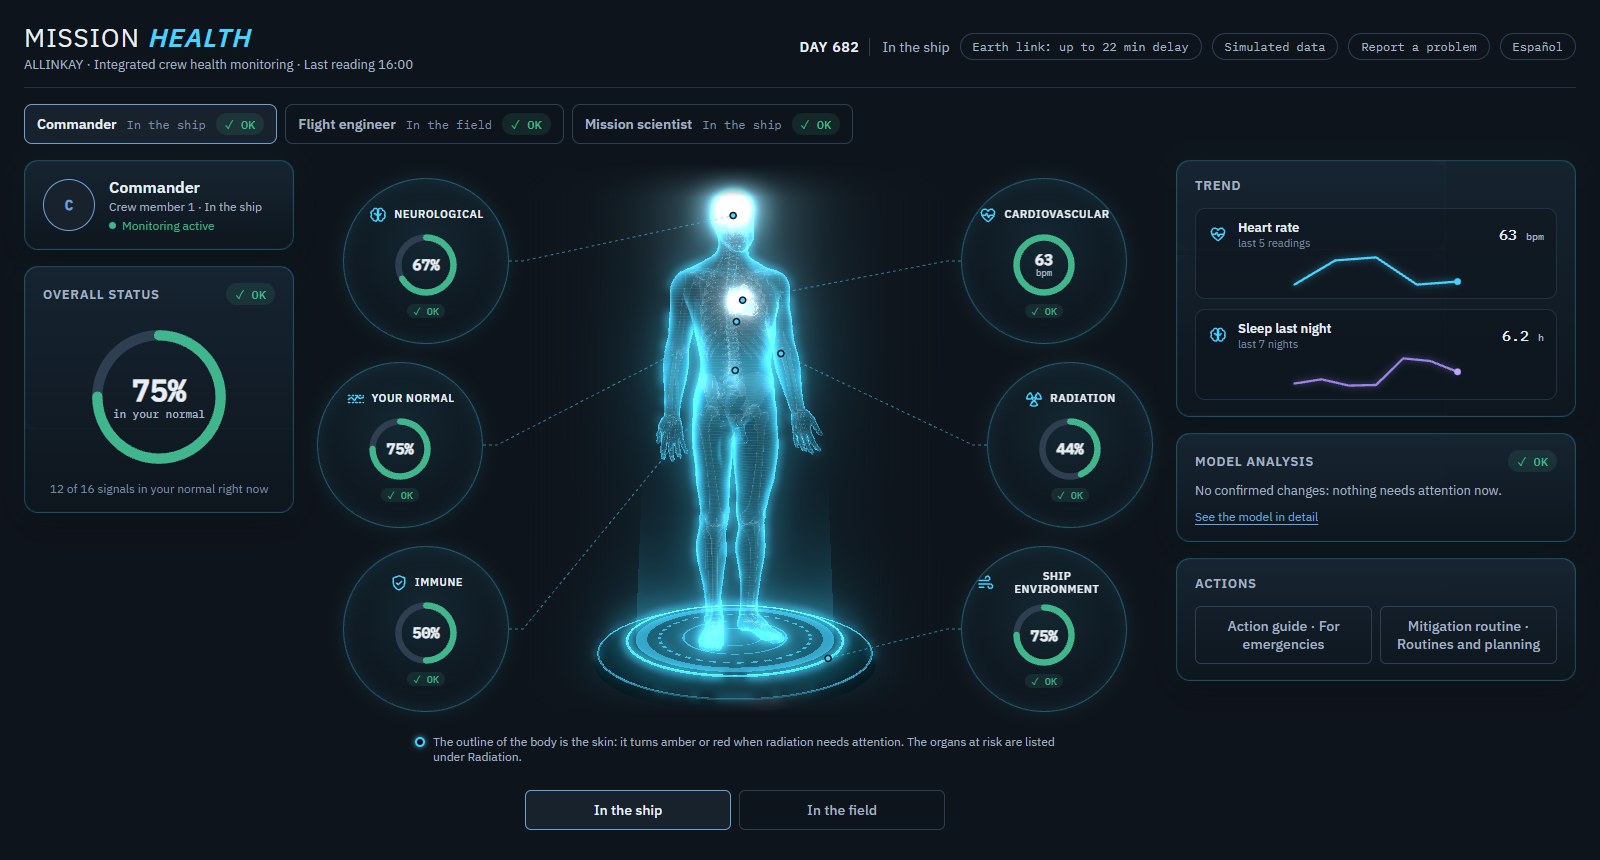 MISSION HEALTH
ALLINKAY · Integrated crew health monitoring · Last reading 16:00
DAY 682
In the ship
Earth link: up to 22 min delay
Simulated data
Report a problem
Español
Commander In the ship ✓ OK
Flight engineer In the field ✓ OK
Mission scientist In the ship ✓ OK
C
Commander
Crew member 1 · In the ship
Monitoring active
OVERALL STATUS ✓ OK
75%
in your normal
12 of 16 signals in your normal right now
NEUROLOGICAL
67%
✓ OK
YOUR NORMAL
75%
✓ OK
IMMUNE
50%
✓ OK
CARDIOVASCULAR
63
bpm
✓ OK
RADIATION
44%
✓ OK
SHIP
ENVIRONMENT
75%
✓ OK
The outline of the body is the skin: it turns amber or red when radiation needs attention. The organs at risk are listed
under Radiation.
In the ship
In the field
TREND
Heart rate
last 5 readings
63 bpm
Sleep last night
last 7 nights
6.2 h
MODEL ANALYSIS ✓ OK
No confirmed changes: nothing needs attention now.
See the model in detail
ACTIONS
Action guide · For
emergencies
Mitigation routine ·
Routines and planning